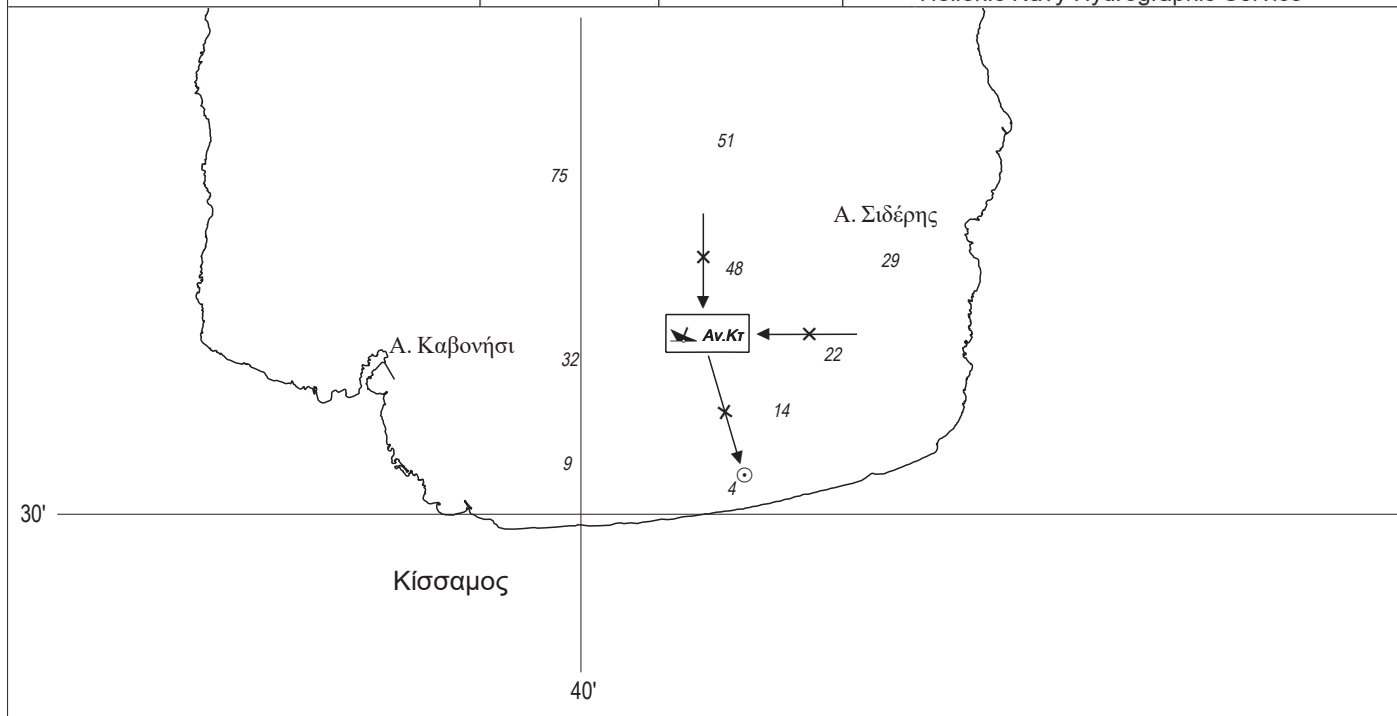 Hellenic Navy Hydrographic Service
51
75
Α. Σιδέρης
29
48
Αν.Κτ
Α. Καβονήσι
32
22
14
9
4
30'
Κίσσαμος
40'